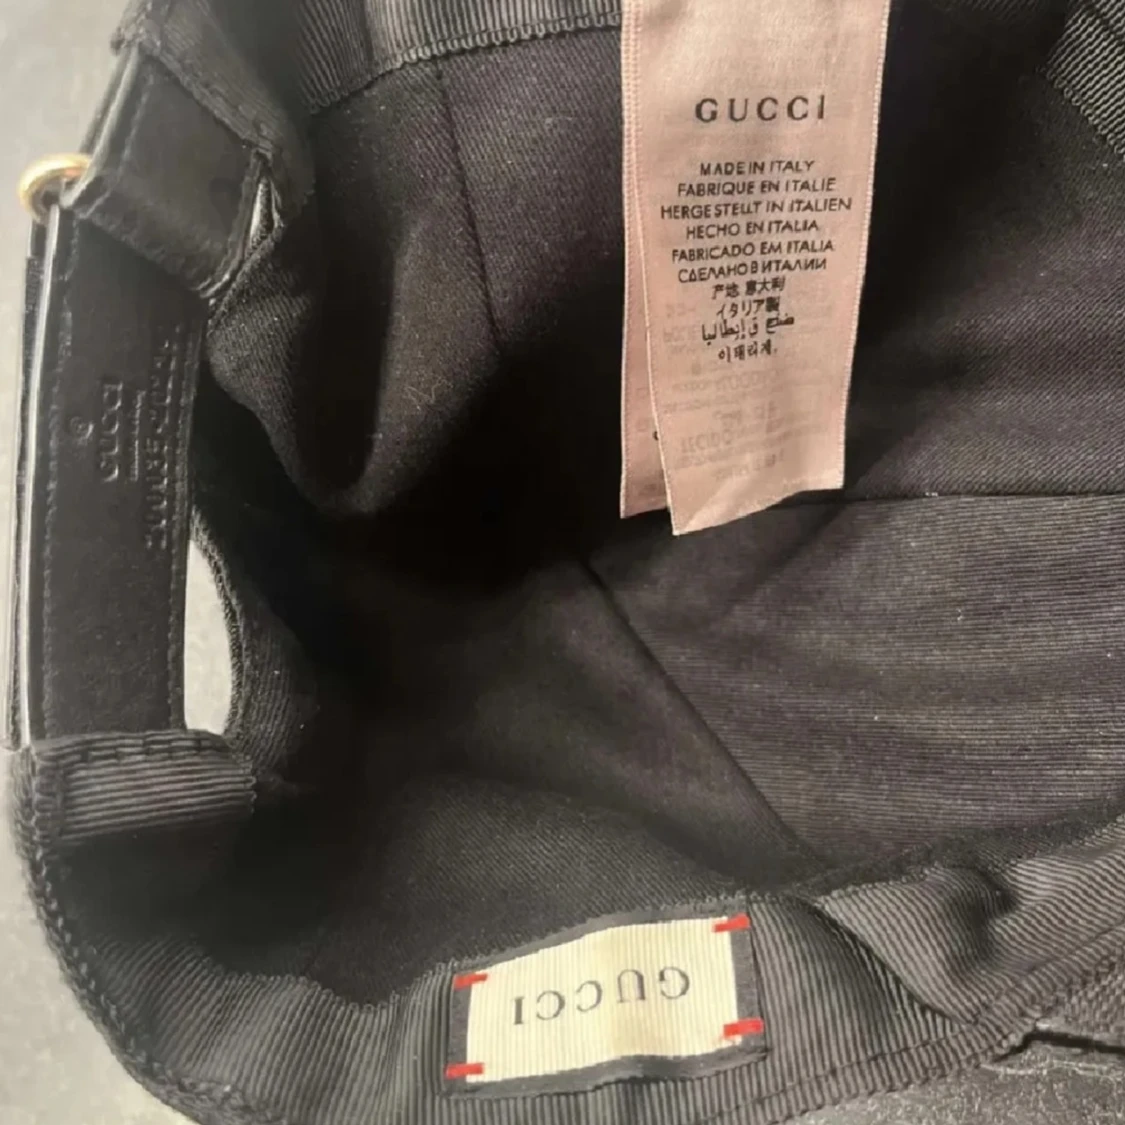 GUCCI
MADE IN ITALY
FABRIQUE EN ITALIE
HERGESTELLT IN ITALIEN
HECHO EN ITALIA
FABRICADO EM ITALIA
СДЕЛАНО В ИТАЛИИ
产地 意大利
イタリア製
صنع في إيطاليا
이태리제.
GUCCI
GUCCI